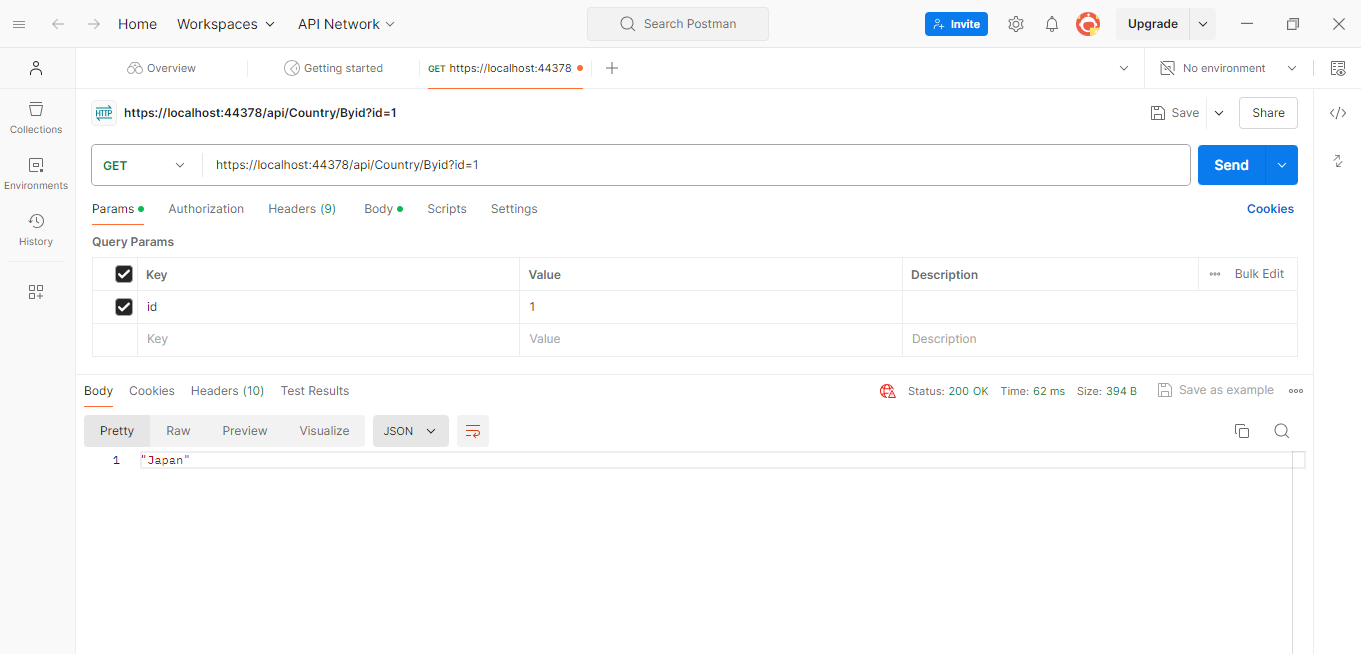 Home Workspaces API Network Search Postman Invite Upgrade
Overview Getting started GET https://localhost:44378 No environment
HTTP https://localhost:44378/api/Country/Byid?id=1 Save Share
Collections
GET https://localhost:44378/api/Country/Byid?id=1 Send
Environments
Params Authorization Headers (9) Body Scripts Settings Cookies
History
Query Params
Key Value Description Bulk Edit
id 1
Key Value Description
Body Cookies Headers (10) Test Results Status: 200 OK Time: 62 ms Size: 394 B Save as example
Pretty Raw Preview Visualize JSON
1 "Japan"